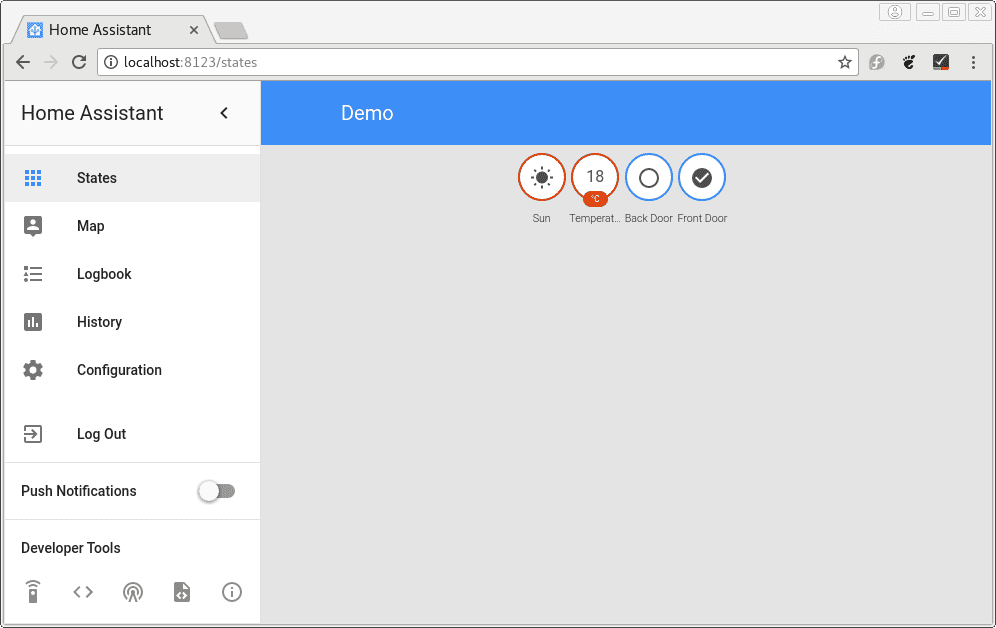 Home Assistant
localhost:8123/states
Home Assistant
Demo
States
Map
Logbook
History
Configuration
Log Out
Push Notifications
Developer Tools
18
°C
Sun
Temperat...
Back Door
Front Door